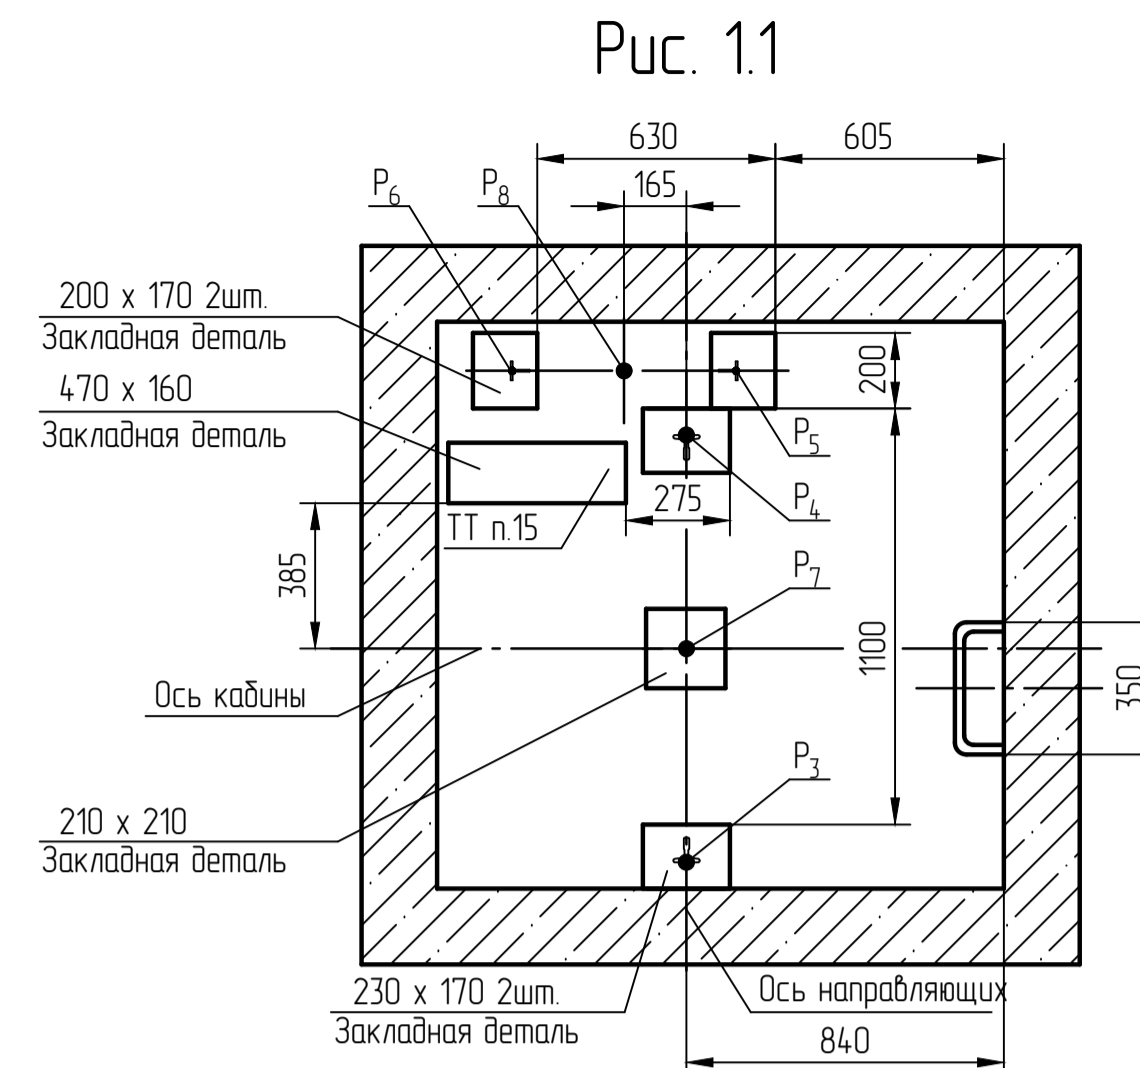 Рис. 1.1
630
605
P6
P8
165
200 x 170 2шт.
Закладная деталь
200
470 x 160
Закладная деталь
P5
275
P4
ТТ п.15
385
P7
1100
350
Ось кабины
P3
210 x 210
Закладная деталь
230 x 170 2шт.
Закладная деталь
Ось направляющих
840